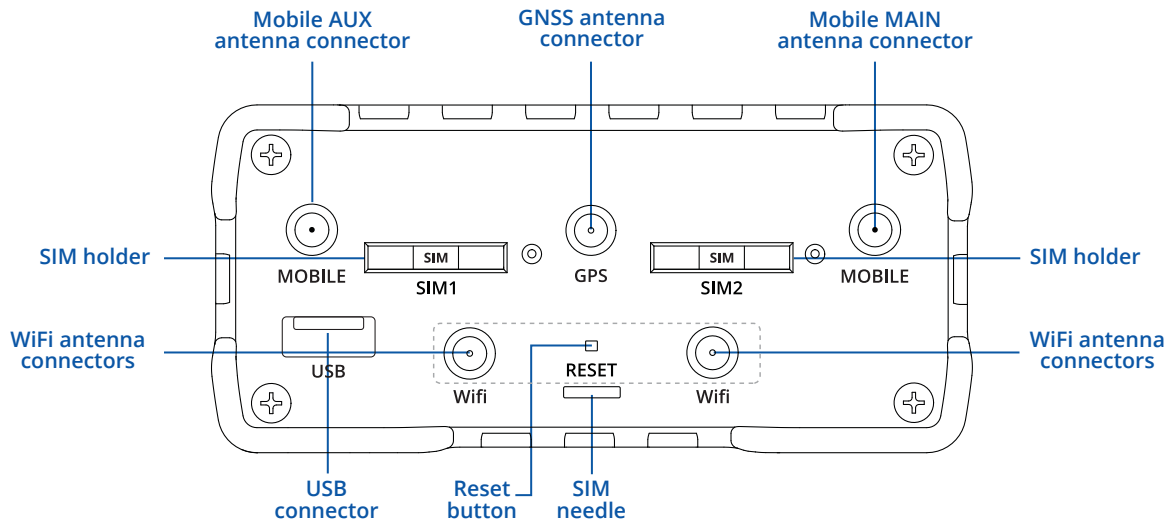 Mobile AUX
antenna connector
GNSS antenna
connector
Mobile MAIN
antenna connector
SIM holder
MOBILE
SIM
SIM1
GPS
SIM
SIM2
MOBILE
SIM holder
WiFi antenna
connectors
USB
Wifi
RESET
Wifi
WiFi antenna
connectors
USB
connector
Reset
button
SIM
needle